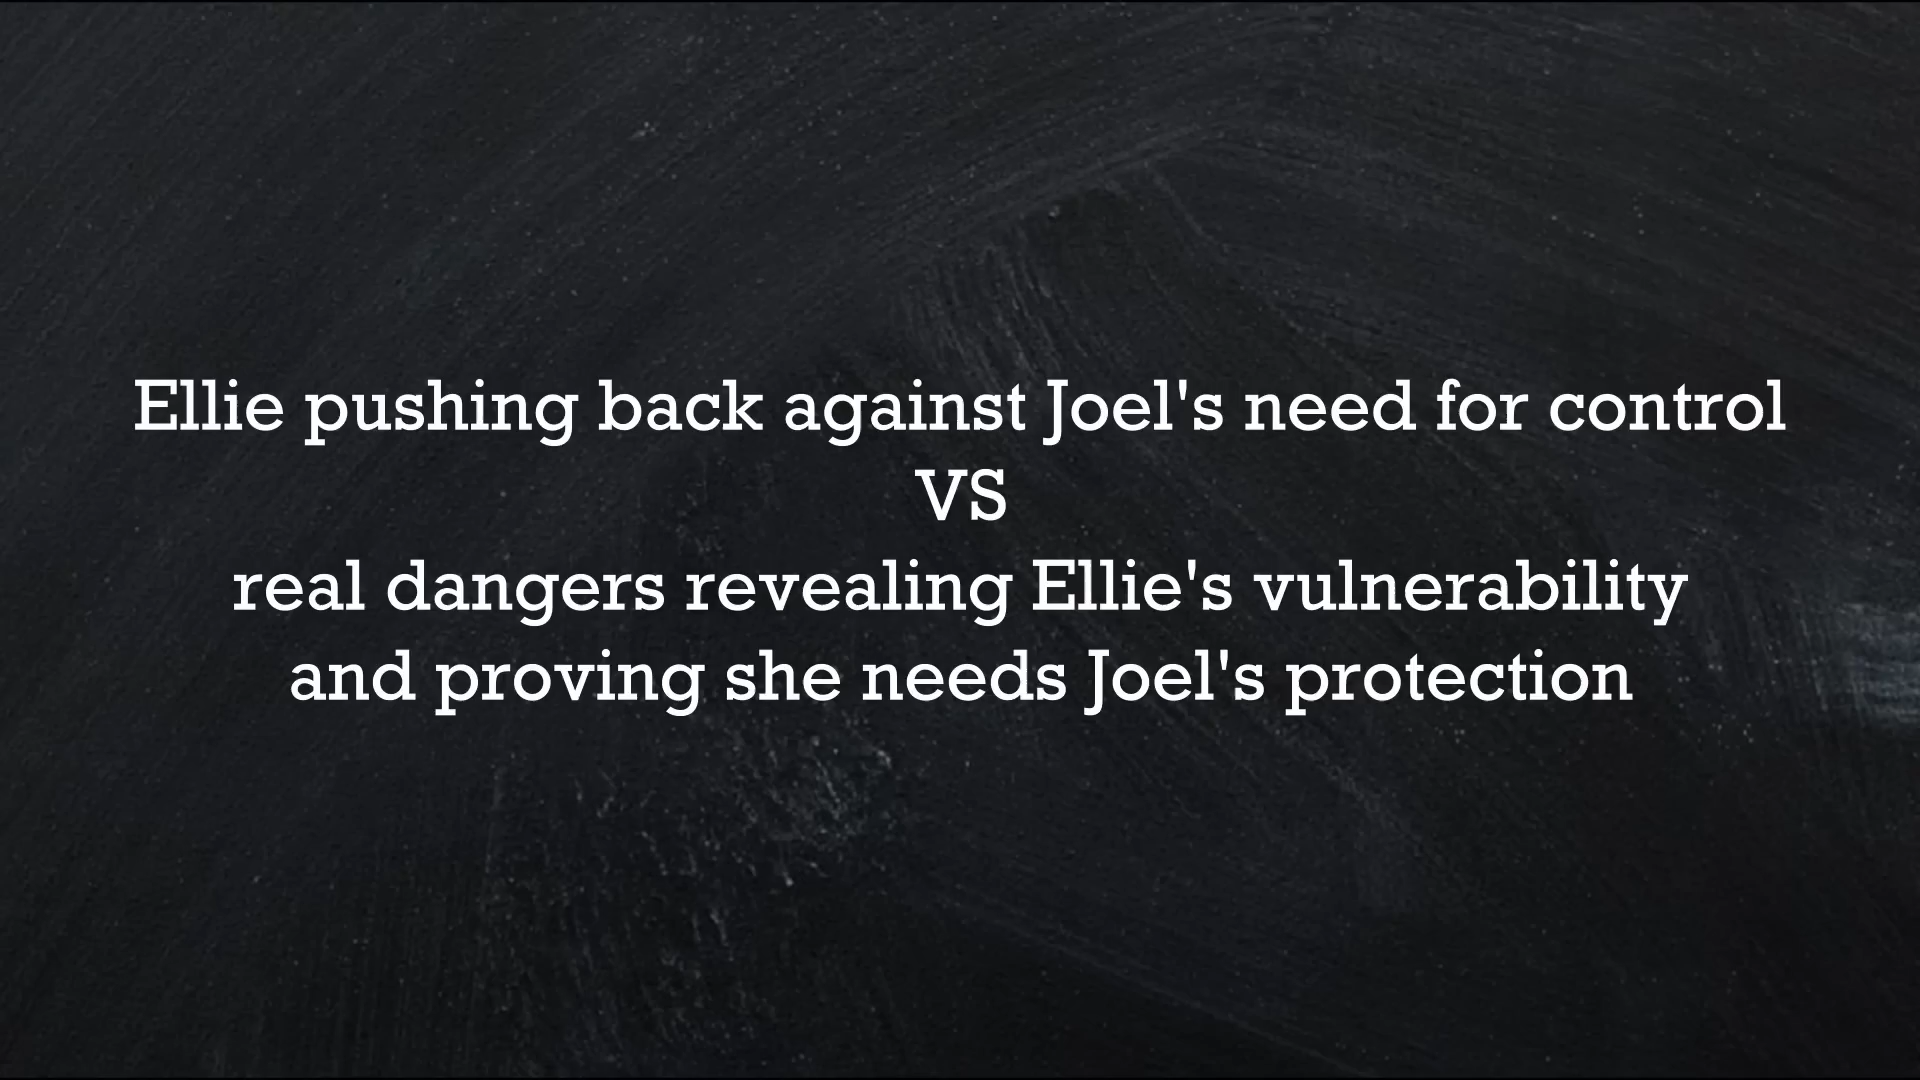 Ellie pushing back against Joel's need for control
VS
real dangers revealing Ellie's vulnerability
and proving she needs Joel's protection